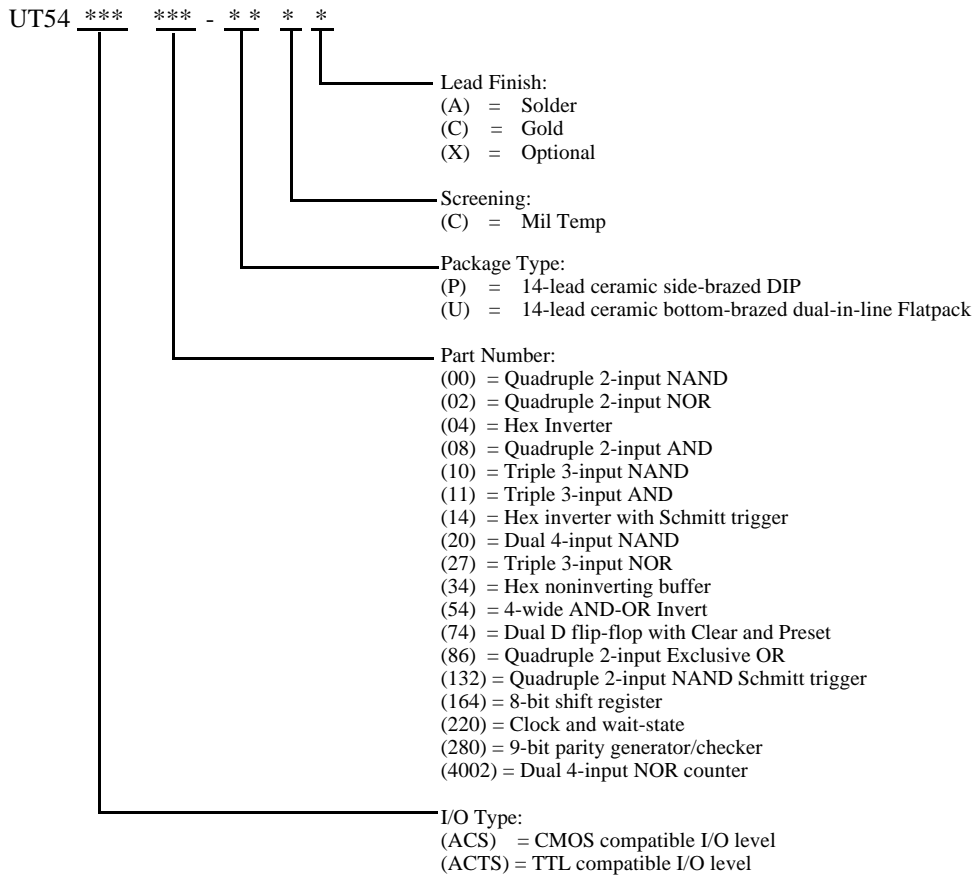 UT54 *** *** - * * * *
Lead Finish:
(A) = Solder
(C) = Gold
(X) = Optional
Screening:
(C) = Mil Temp
Package Type:
(P) = 14-lead ceramic side-brazed DIP
(U) = 14-lead ceramic bottom-brazed dual-in-line Flatpack
Part Number:
(00) = Quadruple 2-input NAND
(02) = Quadruple 2-input NOR
(04) = Hex Inverter
(08) = Quadruple 2-input AND
(10) = Triple 3-input NAND
(11) = Triple 3-input AND
(14) = Hex inverter with Schmitt trigger
(20) = Dual 4-input NAND
(27) = Triple 3-input NOR
(34) = Hex noninverting buffer
(54) = 4-wide AND-OR Invert
(74) = Dual D flip-flop with Clear and Preset
(86) = Quadruple 2-input Exclusive OR
(132) = Quadruple 2-input NAND Schmitt trigger
(164) = 8-bit shift register
(220) = Clock and wait-state
(280) = 9-bit parity generator/checker
(4002) = Dual 4-input NOR counter
I/O Type:
(ACS) = CMOS compatible I/O level
(ACTS) = TTL compatible I/O level